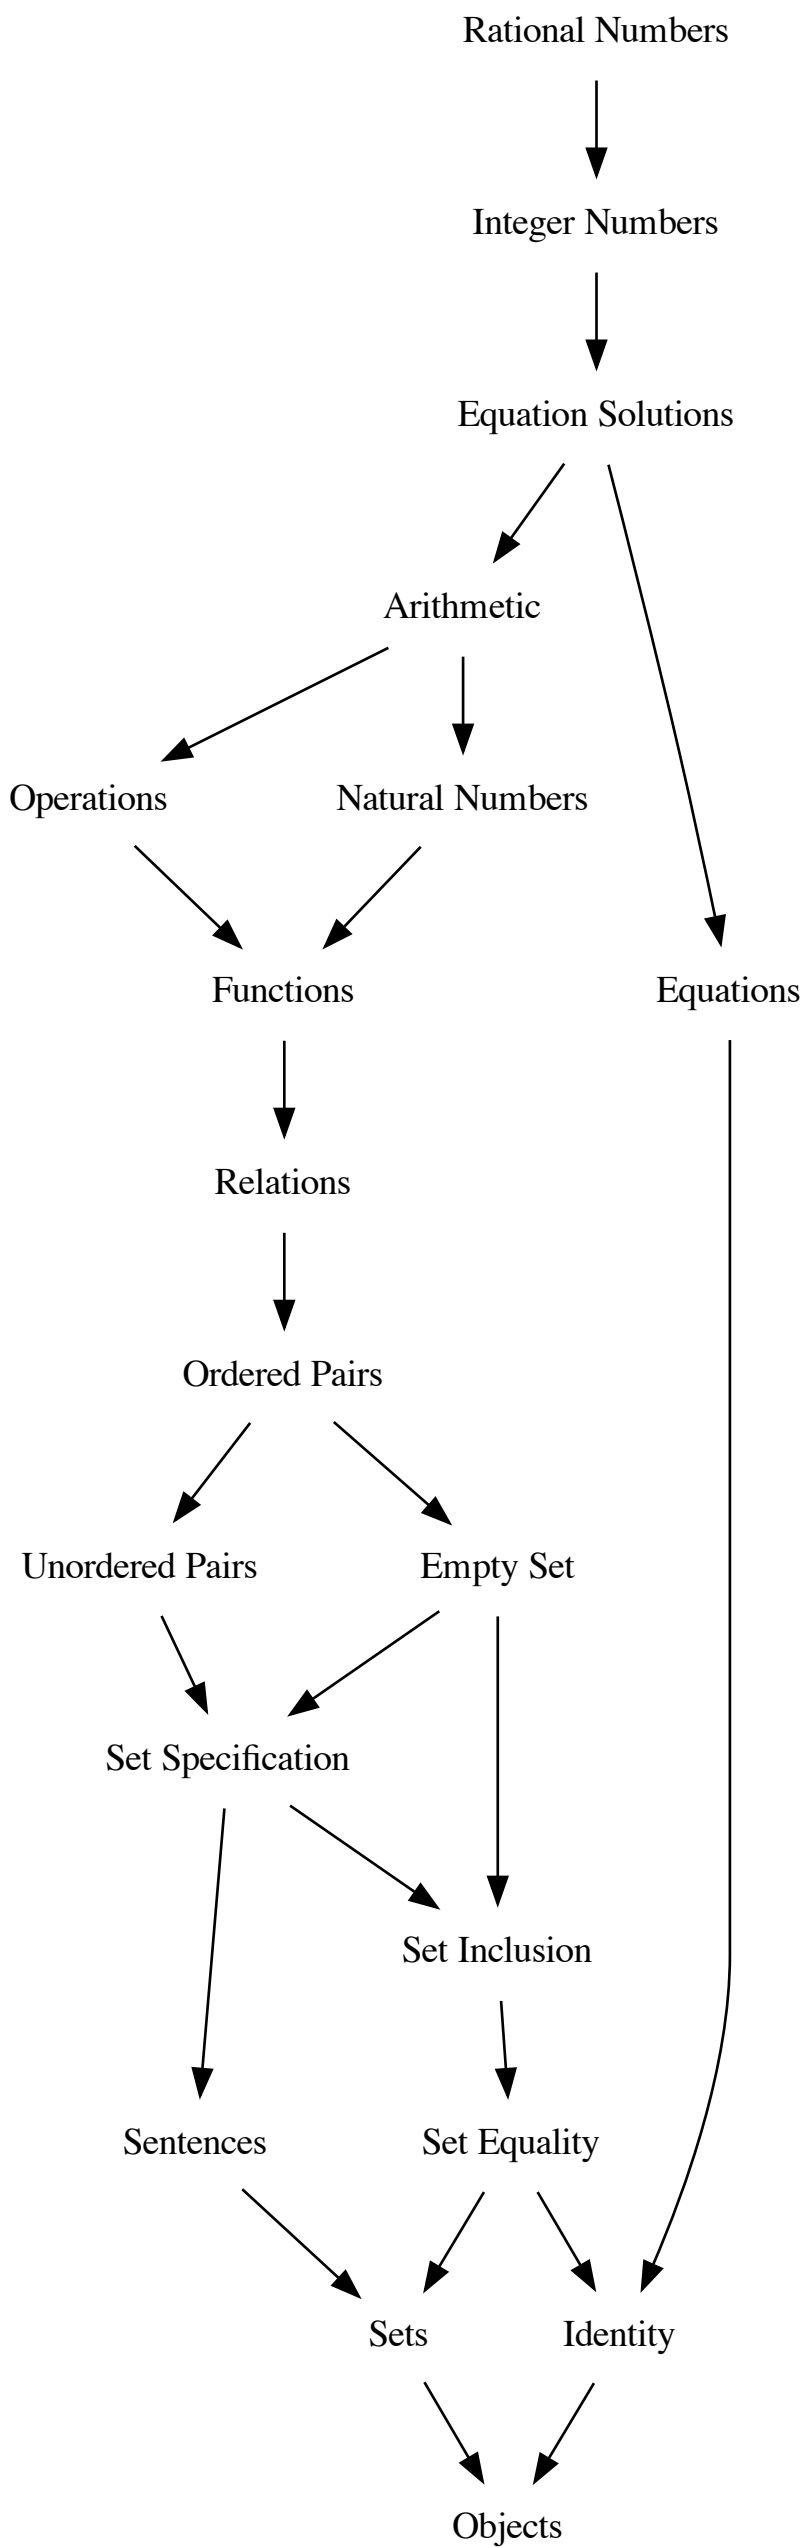 Rational Numbers
Integer Numbers
Equation Solutions
Arithmetic
Operations
Natural Numbers
Functions
Equations
Relations
Ordered Pairs
Unordered Pairs
Empty Set
Set Specification
Set Inclusion
Sentences
Set Equality
Sets
Identity
Objects